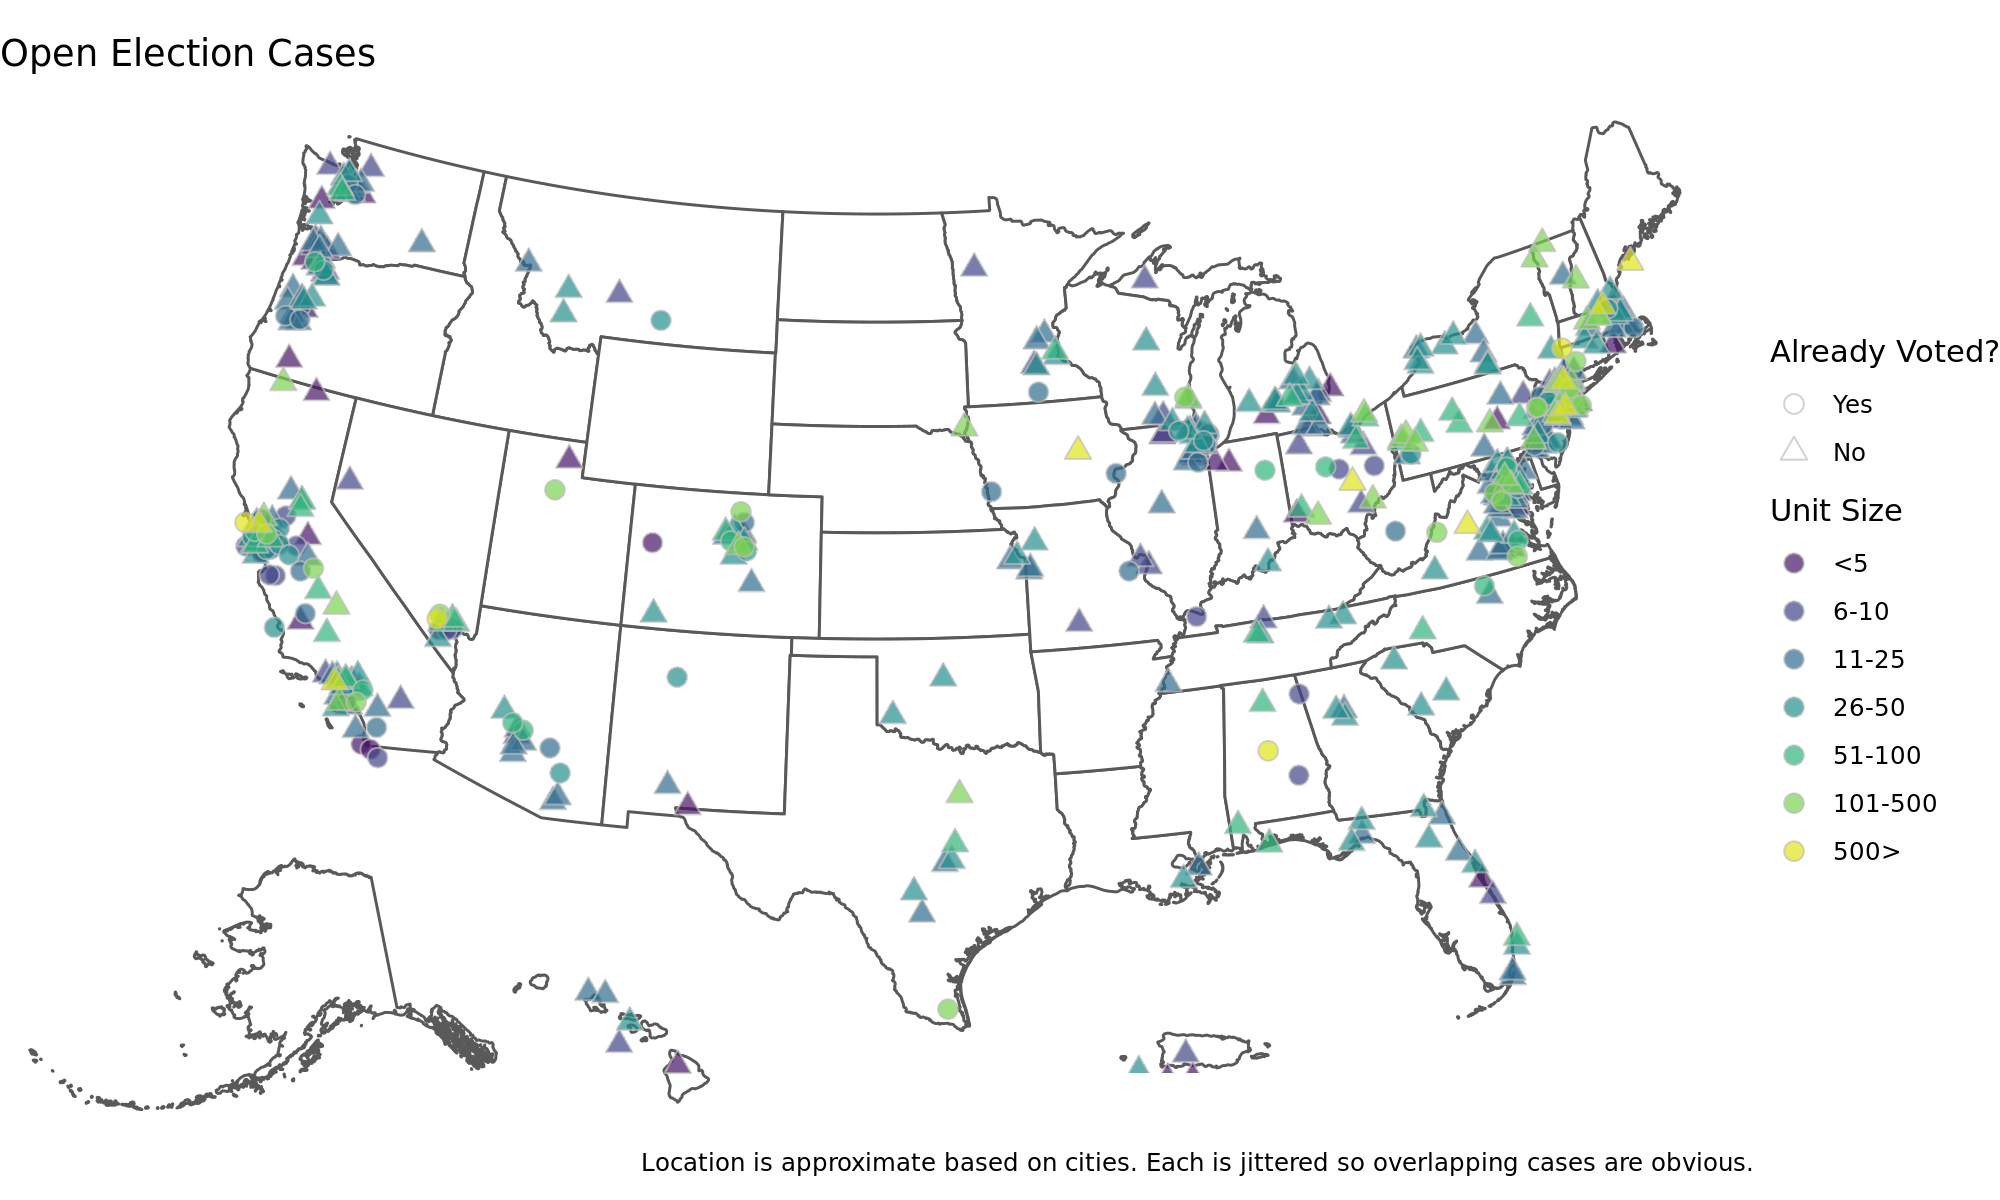 Open Election Cases
Already Voted?
Yes
No
Unit Size
<5
6-10
11-25
26-50
51-100
101-500
500>
Location is approximate based on cities. Each is jittered so overlapping cases are obvious.